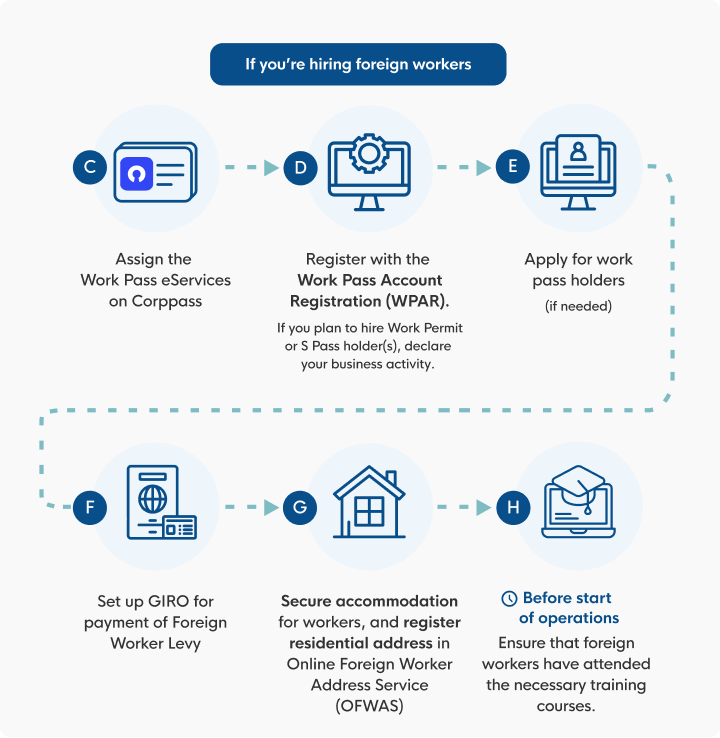 If you're hiring foreign workers
C
Assign the
Work Pass eServices
on Corppass
D
Register with the
Work Pass Account
Registration (WPAR).
If you plan to hire Work Permit
or S Pass holder(s), declare
your business activity.
E
Apply for work
pass holders
(if needed)
F
Set up GIRO for
payment of Foreign
Worker Levy
G
Secure accommodation
for workers, and register
residential address in
Online Foreign Worker
Address Service
(OFWAS)
H
Before start
of operations
Ensure that foreign
workers have attended
the necessary training
courses.